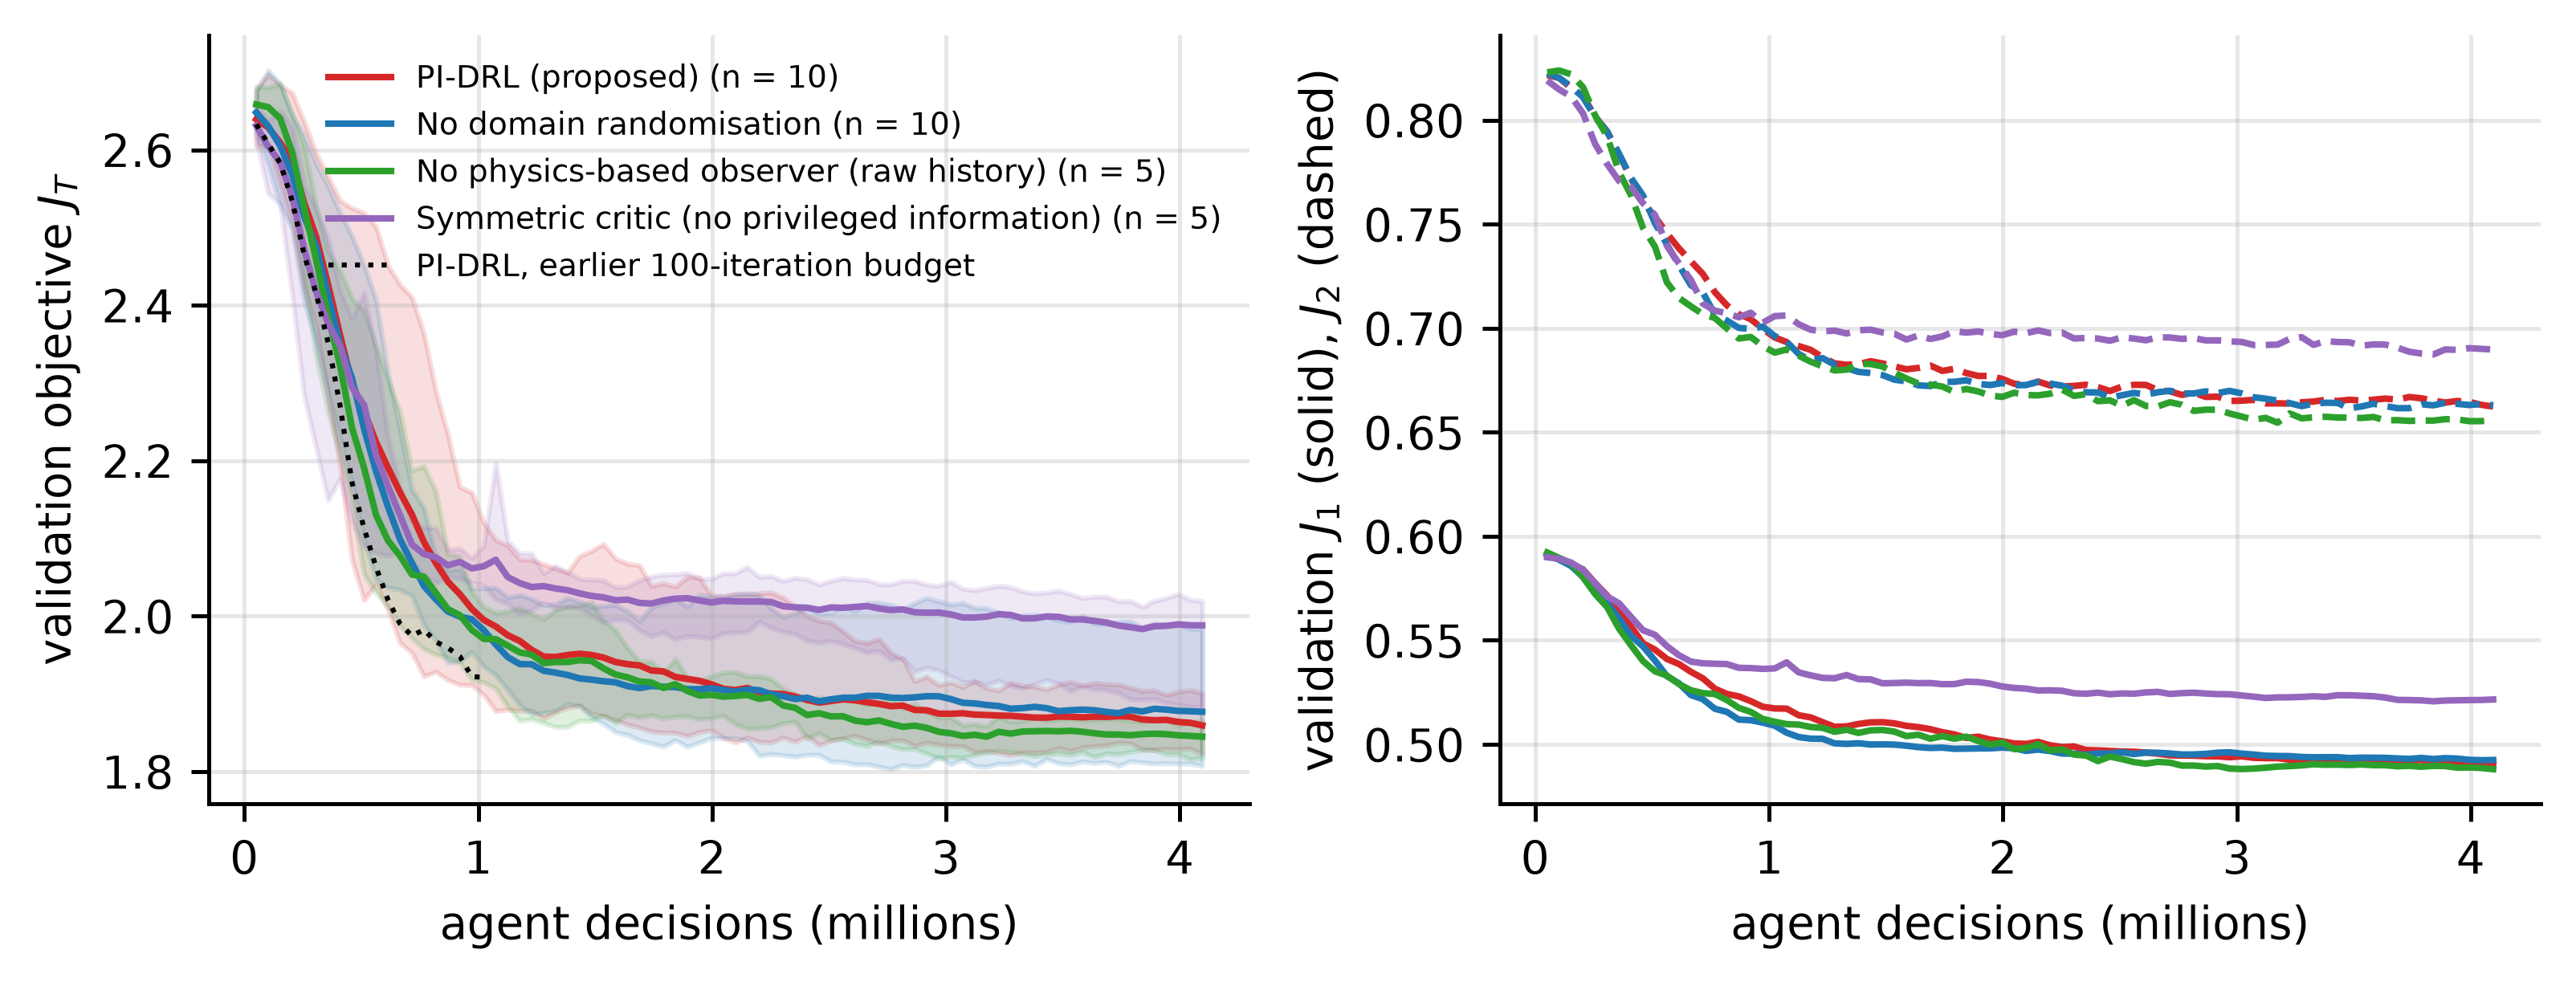 validation objective J_T
2.6
2.4
2.2
2.0
1.8
PI-DRL (proposed) (n = 10)
No domain randomisation (n = 10)
No physics-based observer (raw history) (n = 5)
Symmetric critic (no privileged information) (n = 5)
PI-DRL, earlier 100-iteration budget
0 1 2 3 4
agent decisions (millions)
validation J_1 (solid), J_2 (dashed)
0.80
0.75
0.70
0.65
0.60
0.55
0.50
0 1 2 3 4
agent decisions (millions)